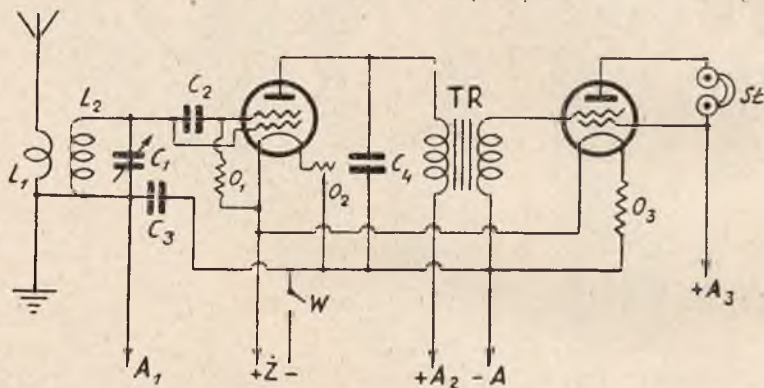 C₂
L₂
TR
St
L₁
C₁
O₁
O₂
C₄
O₃
C₃
W
+A₃
A₁
+Ż-
+A₂ -A